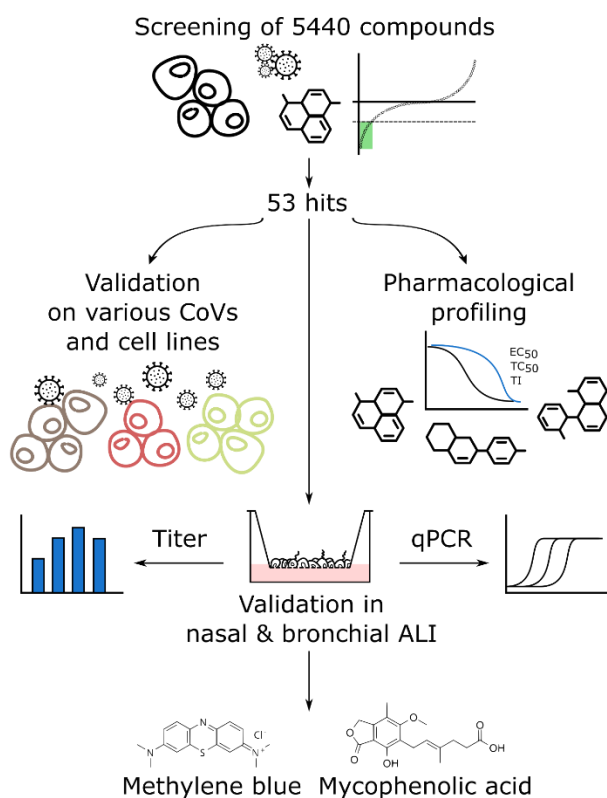 Screening of 5440 compounds
53 hits
Validation
on various CoVs
and cell lines
Pharmacological
profiling
EC50
TC50
TI
Titer
qPCR
Validation in
nasal & bronchial ALI
N
Cl-
N
S
N+
O
O
O
OH
O
OH
Methylene blue
Mycophenolic acid